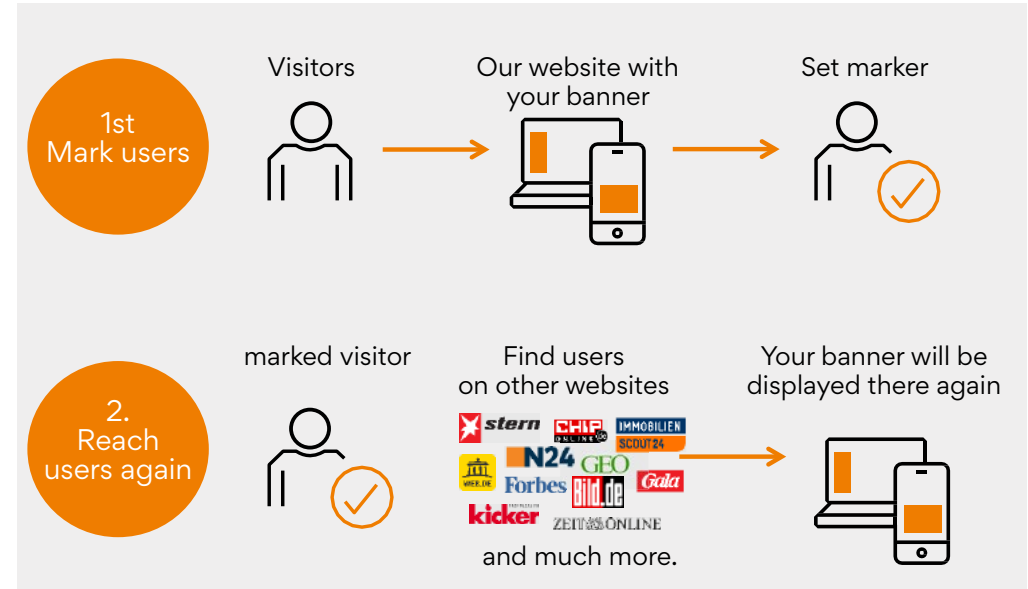 1st
Mark users
Visitors
Our website with
your banner
Set marker
2.
Reach
users again
marked visitor
Find users
on other websites
stern
CHIP
ONLINE
IMMOBILIEN
SCOUT24
N24
GEO
Forbes
Bild.de
Gala
kicker
ZEIT ONLINE
and much more.
Your banner will be
displayed there again